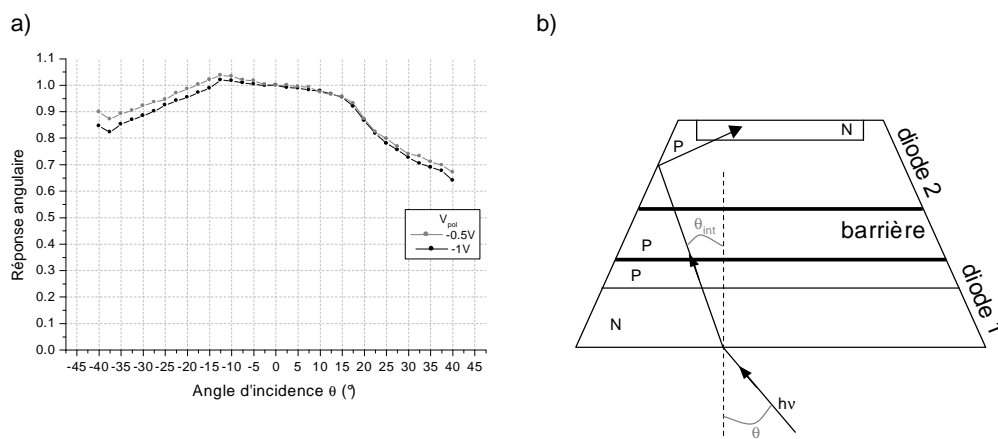 a)
Réponse angulaire
1.1
1.0
0.9
0.8
0.7
0.6
0.5
0.4
0.3
0.2
0.1
0.0
-45 -40 -35 -30 -25 -20 -15 -10 -5 0 5 10 15 20 25 30 35 40 45
Angle d'incidence θ (°)
Vpol
-0.5V
-1V
b)
N
P
diode 2
θint
barrière
P
P
diode 1
N
hν
θ